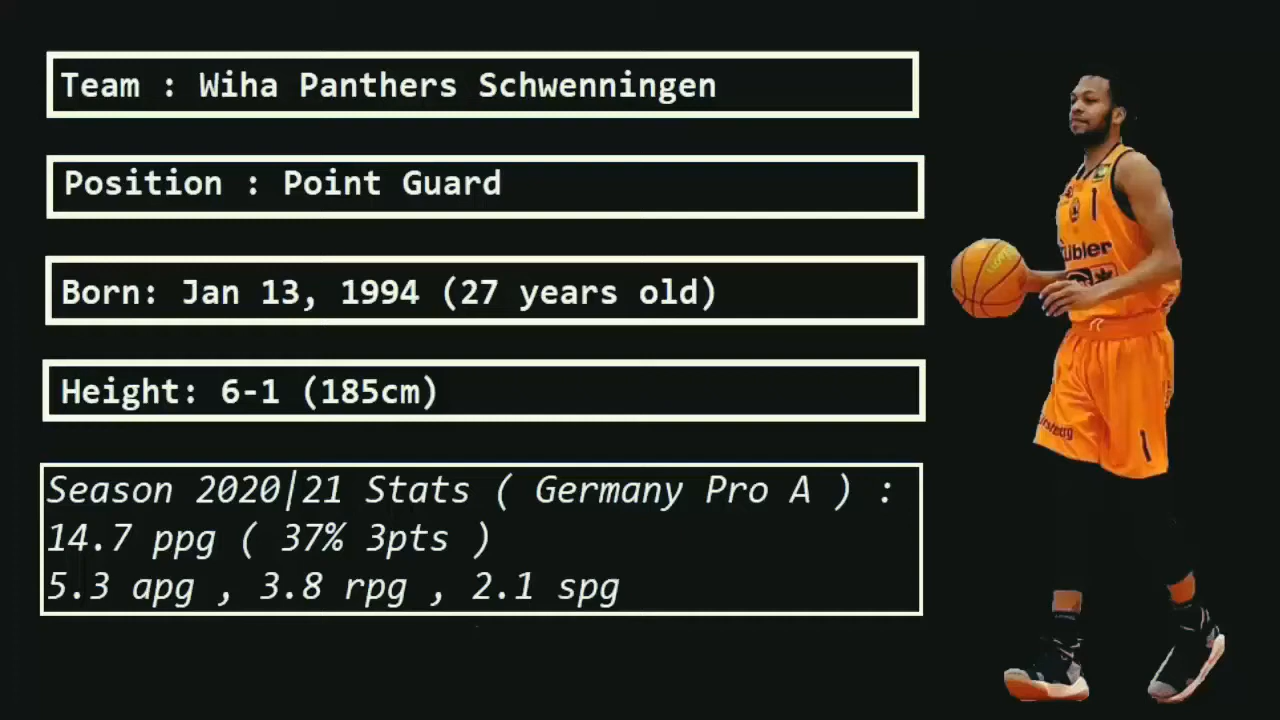 Team : Wiha Panthers Schwenningen
Position : Point Guard
Born: Jan 13, 1994 (27 years old)
Height: 6-1 (185cm)
Season 2020|21 Stats ( Germany Pro A ) :
14.7 ppg ( 37% 3pts )
5.3 apg , 3.8 rpg , 2.1 spg
1
1